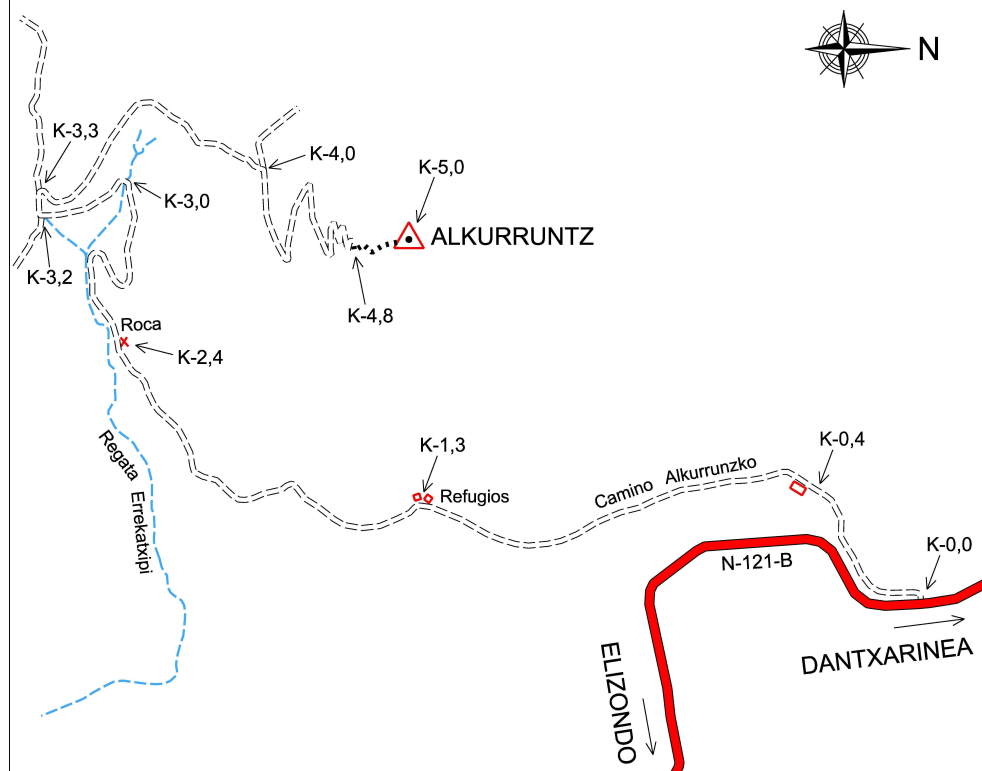 N
K-3,3
K-4,0
K-5,0
K-3,0
ALKURRUNTZ
K-3,2
K-4,8
Roca
K-2,4
K-1,3
K-0,4
Refugios
Camino Alkurrunzko
Regata Errekatxipi
K-0,0
N-121-B
ELIZONDO
DANTXARINEA